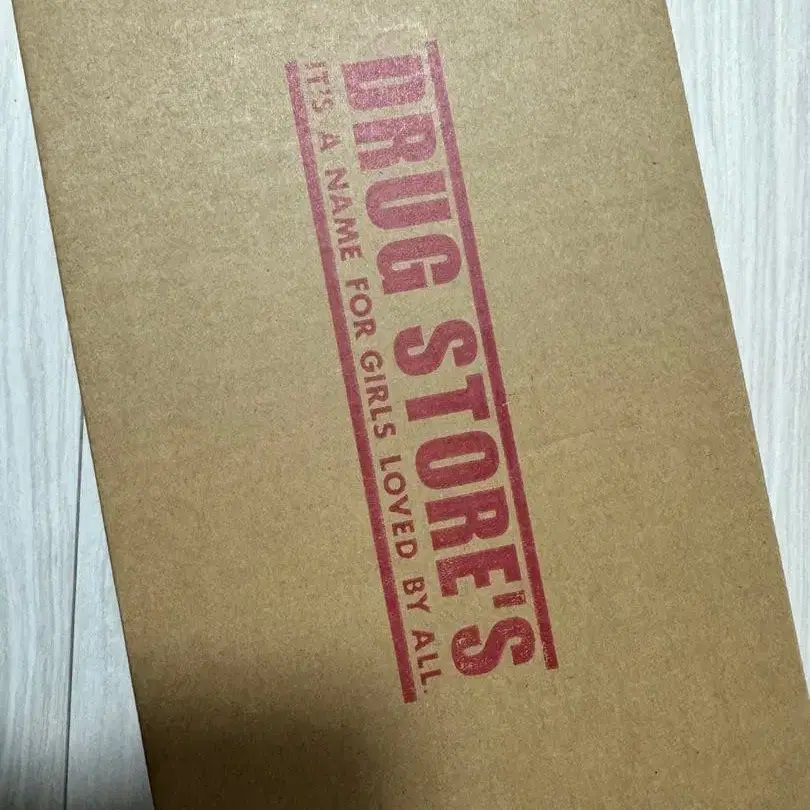 DRUG STORE'S
IT'S A NAME FOR GIRLS LOVED BY ALL.